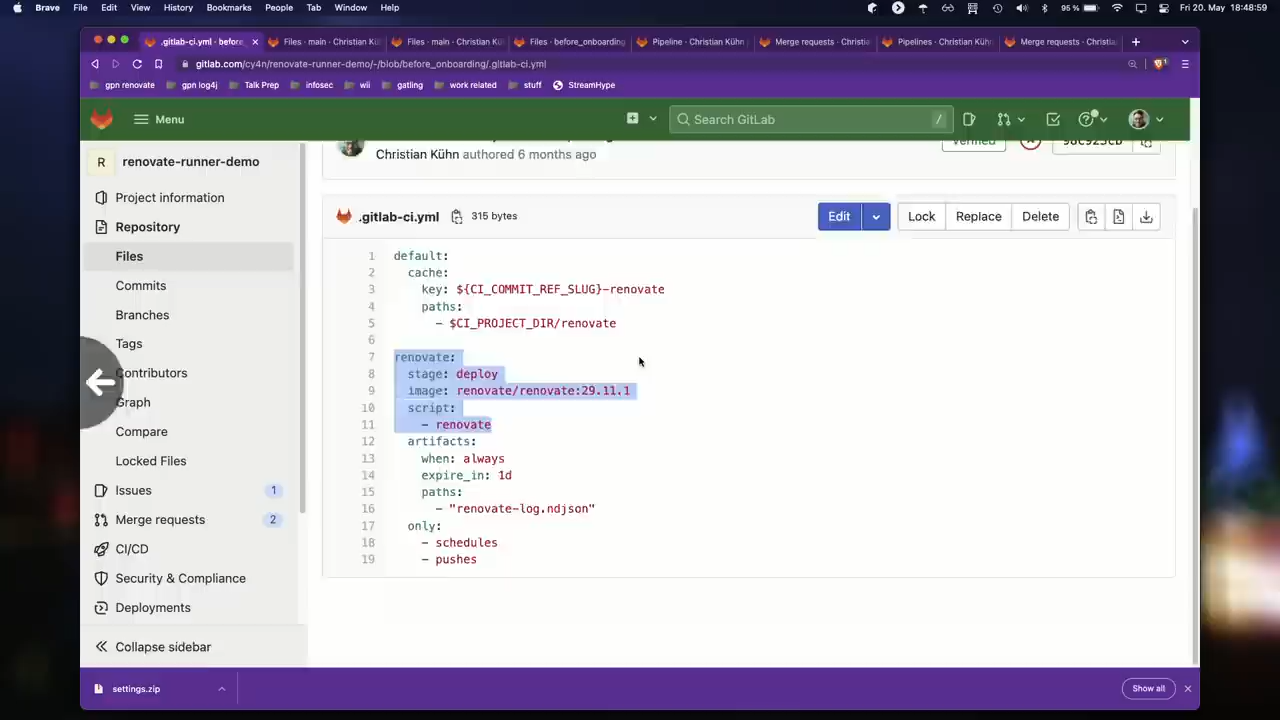 Brave File Edit View History Bookmarks People Tab Window Help 95 % Fri 20. May 18:48:59
.gitlab-ci.yml · before_ Files · main · Christian Kü Files · main · Christian Kü Files · before_onboarding Pipeline · Christian Kühn / Merge requests · Christia Pipelines · Christian Kühn Merge requests · Christia
gitlab.com/cy4n/renovate-runner-demo/-/blob/before_onboarding/.gitlab-ci.yml
gpn renovate gpn log4j Talk Prep infosec wii gatling work related stuff StreamHype
Menu Search GitLab /
R renovate-runner-demo
Project information
Repository
Files
Commits
Branches
Tags
Contributors
Graph
Compare
Locked Files
Issues 1
Merge requests 2
CI/CD
Security & Compliance
Deployments
Collapse sidebar
Christian Kühn authored 6 months ago
Verified
.gitlab-ci.yml 315 bytes
Edit Lock Replace Delete
1 default:
2 cache:
3 key: ${CI_COMMIT_REF_SLUG}-renovate
4 paths:
5 - $CI_PROJECT_DIR/renovate
6
7 renovate:
8 stage: deploy
9 image: renovate/renovate:29.11.1
10 script:
11 - renovate
12 artifacts:
13 when: always
14 expire_in: 1d
15 paths:
16 - "renovate-log.ndjson"
17 only:
18 - schedules
19 - pushes
settings.zip Show all